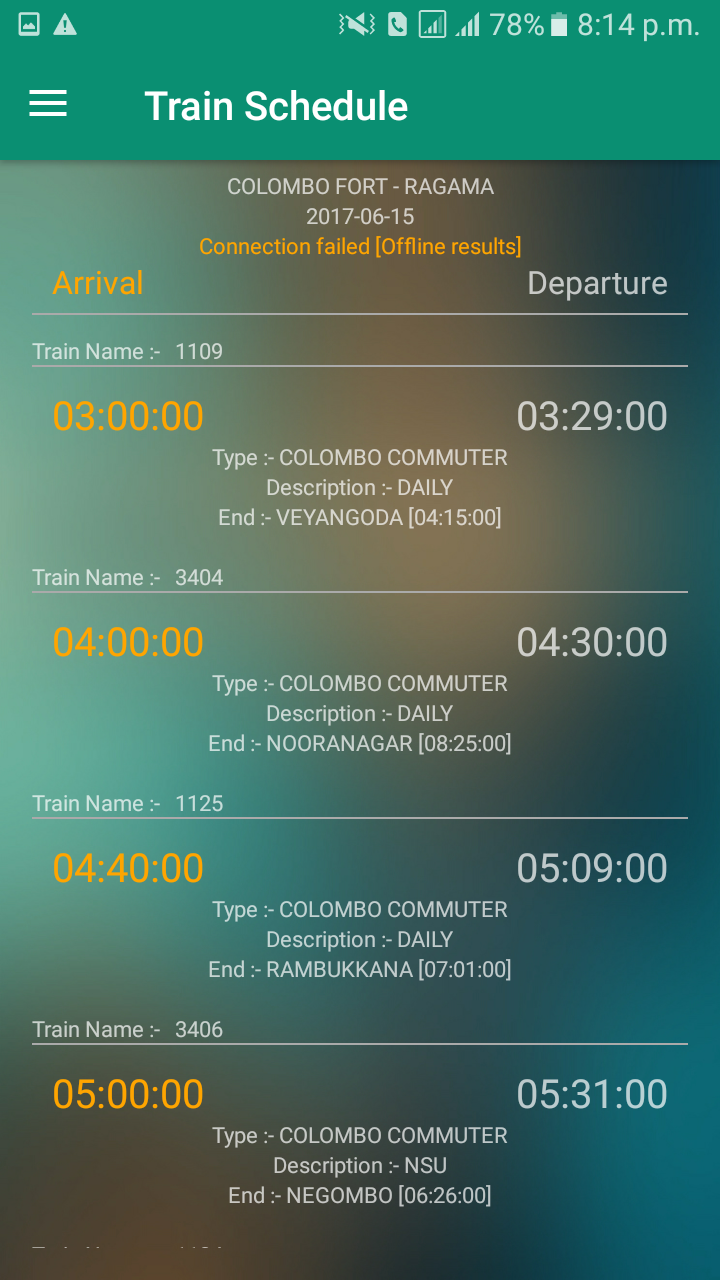 78% 8:14 p.m.
Train Schedule
COLOMBO FORT - RAGAMA
2017-06-15
Connection failed [Offline results]
Arrival Departure
Train Name :- 1109
03:00:00 03:29:00
Type :- COLOMBO COMMUTER
Description :- DAILY
End :- VEYANGODA [04:15:00]
Train Name :- 3404
04:00:00 04:30:00
Type :- COLOMBO COMMUTER
Description :- DAILY
End :- NOORANAGAR [08:25:00]
Train Name :- 1125
04:40:00 05:09:00
Type :- COLOMBO COMMUTER
Description :- DAILY
End :- RAMBUKKANA [07:01:00]
Train Name :- 3406
05:00:00 05:31:00
Type :- COLOMBO COMMUTER
Description :- NSU
End :- NEGOMBO [06:26:00]